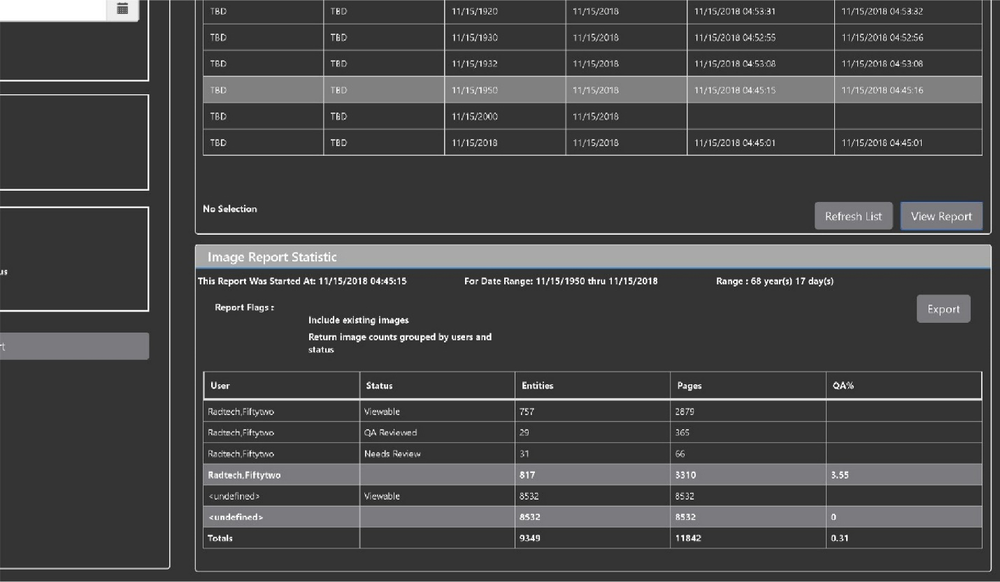 TBD TBD 11/15/1920 11/15/2018 11/15/2018 04:53:31 11/15/2018 04:53:32
TBD TBD 11/15/1930 11/15/2018 11/15/2018 04:52:55 11/15/2018 04:52:56
TBD TBD 11/15/1932 11/15/2018 11/15/2018 04:53:08 11/15/2018 04:53:08
TBD TBD 11/15/1950 11/15/2018 11/15/2018 04:45:15 11/15/2018 04:45:16
TBD TBD 11/15/2000 11/15/2018
TBD TBD 11/15/2018 11/15/2018 11/15/2018 04:45:01 11/15/2018 04:45:01
No Selection
Refresh List View Report
Image Report Statistic
us
This Report Was Started At: 11/15/2018 04:45:15 For Date Range: 11/15/1950 thru 11/15/2018 Range : 68 year(s) 17 day(s)
Report Flags :
Export
Include existing images
Return image counts grouped by users and
status
rt
User Status Entities Pages QA%
Radtech,Fiftytwo Viewable 757 2879
Radtech,Fiftytwo QA Reviewed 29 365
Radtech,Fiftytwo Needs Review 31 66
Radtech,Fiftytwo 817 3310 3.55
<undefined> Viewable 8532 8532
<undefined> 8532 8532 0
Totals 9349 11842 0.31